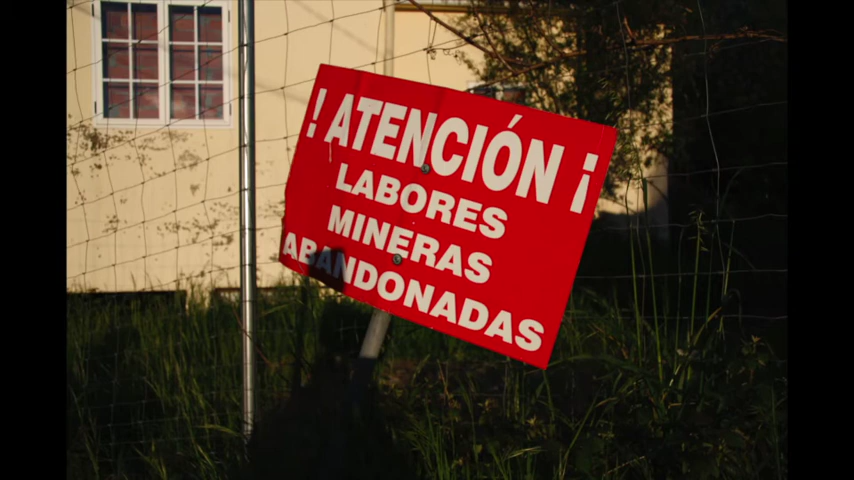 ! ATENCIÓN ¡
LABORES
MINERAS
ABANDONADAS